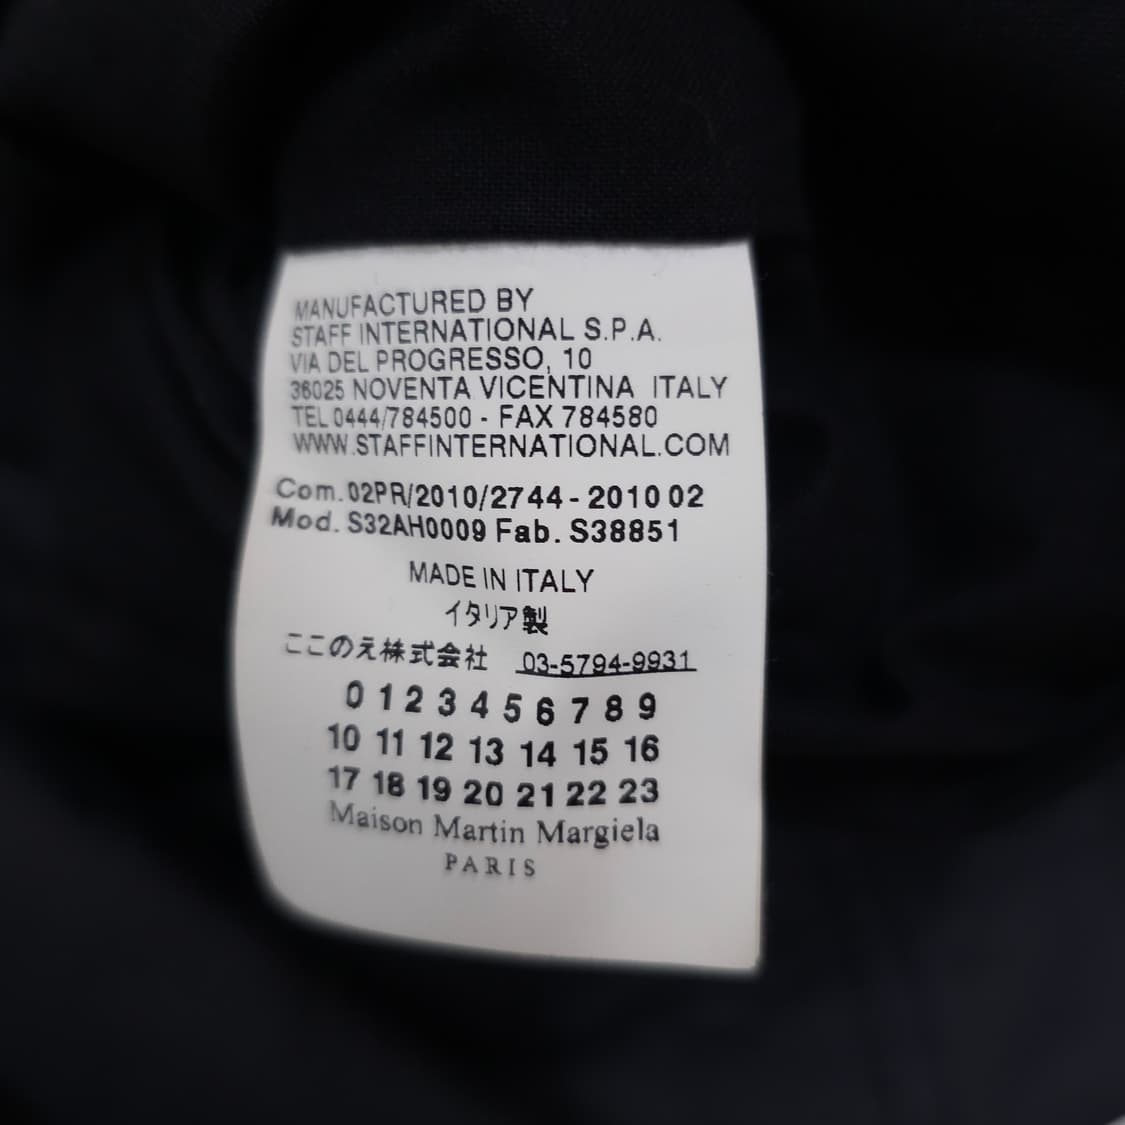 MANUFACTURED BY
STAFF INTERNATIONAL S.P.A.
VIA DEL PROGRESSO, 10
36025 NOVENTA VICENTINA ITALY
TEL 0444/784500 - FAX 784580
WWW.STAFFINTERNATIONAL.COM
Com. 02PR/2010/2744 - 2010 02
Mod. S32AH0009 Fab. S38851
MADE IN ITALY
イタリア製
ここのえ株式会社 03-5794-9931
0 1 2 3 4 5 6 7 8 9
10 11 12 13 14 15 16
17 18 19 20 21 22 23
Maison Martin Margiela
PARIS